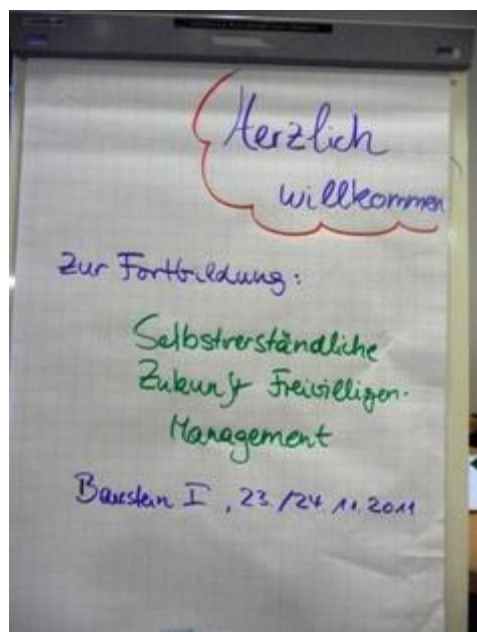 Herzlich
willkommen
Zur Fortbildung:
Selbstverständliche
Zukunft Freiwilligen-
Management
Baustein I, 23./24.11.2011